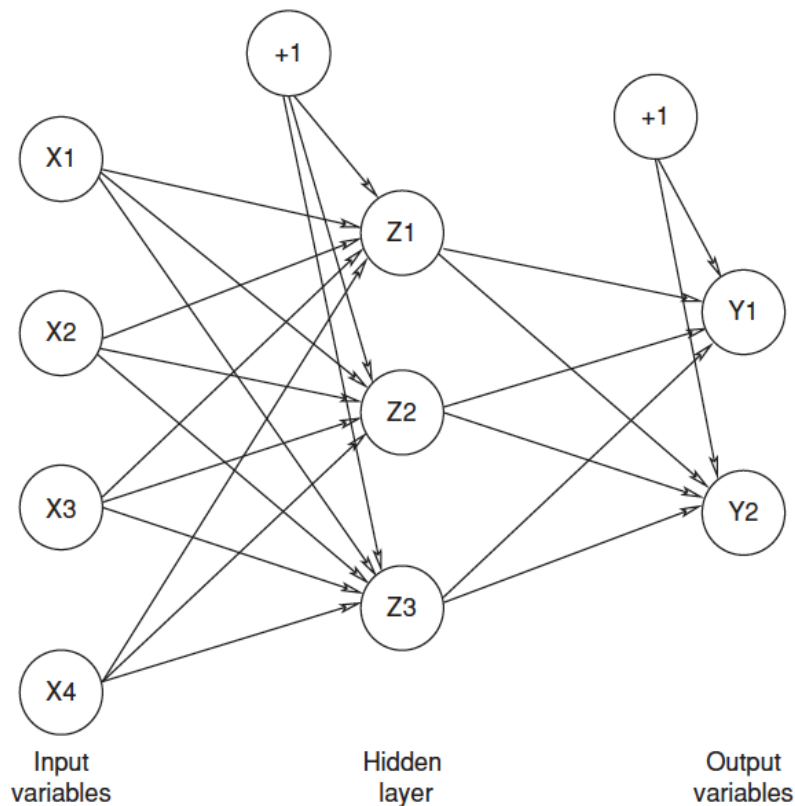 +1
+1
X1
Z1
X2
Y1
Z2
X3
Y2
Z3
X4
Input
variables
Hidden
layer
Output
variables